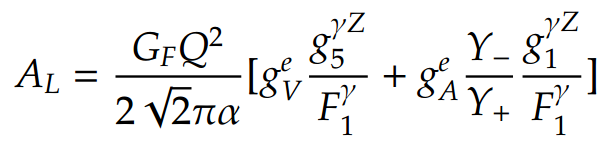 A_L = \frac{G_F Q^2}{2\sqrt{2}\pi\alpha} [ g_V^e \frac{g_5^{\gamma Z}}{F_1^\gamma} + g_A^e \frac{Y_-}{Y_+} \frac{g_1^{\gamma Z}}{F_1^\gamma} ]